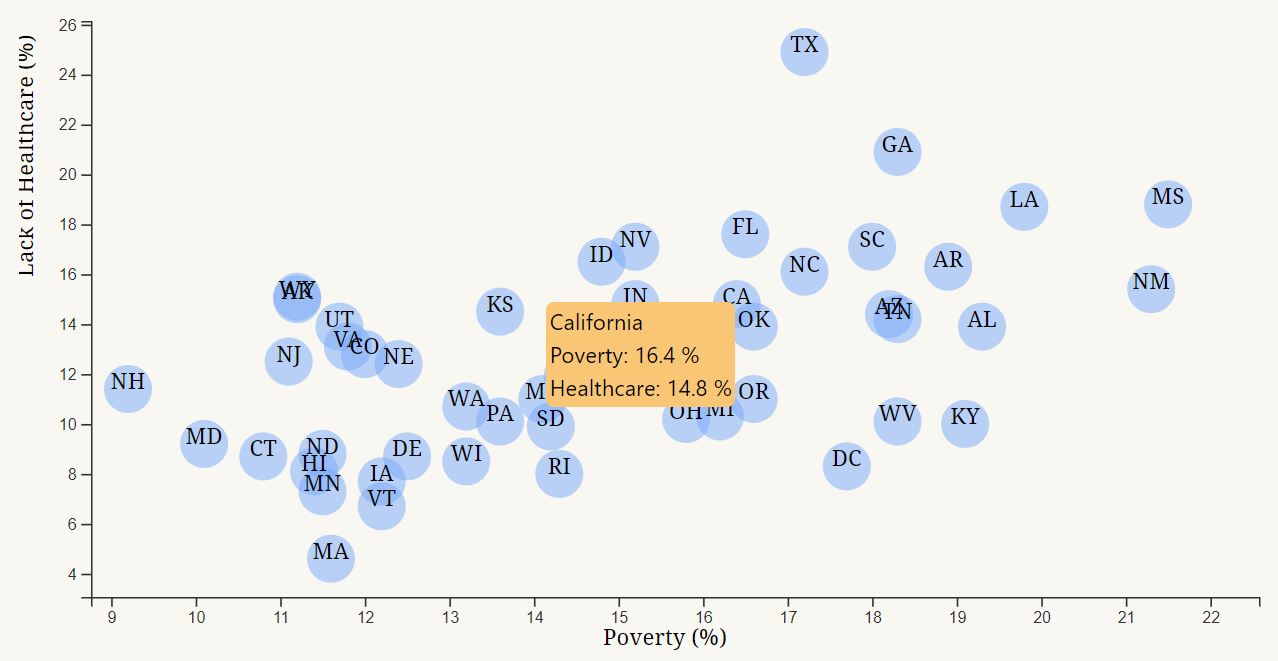 26
TX
24
22
GA
20
LA
MS
18
FL
NV
SC
ID
NC
AR
16
NM
AK
KS
IN
CA
14
UT
AZ
TN
OK
AL
VA
CO
NJ
NE
12
NH
California
Poverty: 16.4 %
Healthcare: 14.8 %
WA
OR
PA
SD
OH
MI
WV
KY
10
MD
CT
ND
DE
WI
HI
DC
RI
8
MN
IA
VT
6
MA
4
Lack of Healthcare (%)
9 10 11 12 13 14 15 16 17 18 19 20 21 22
Poverty (%)